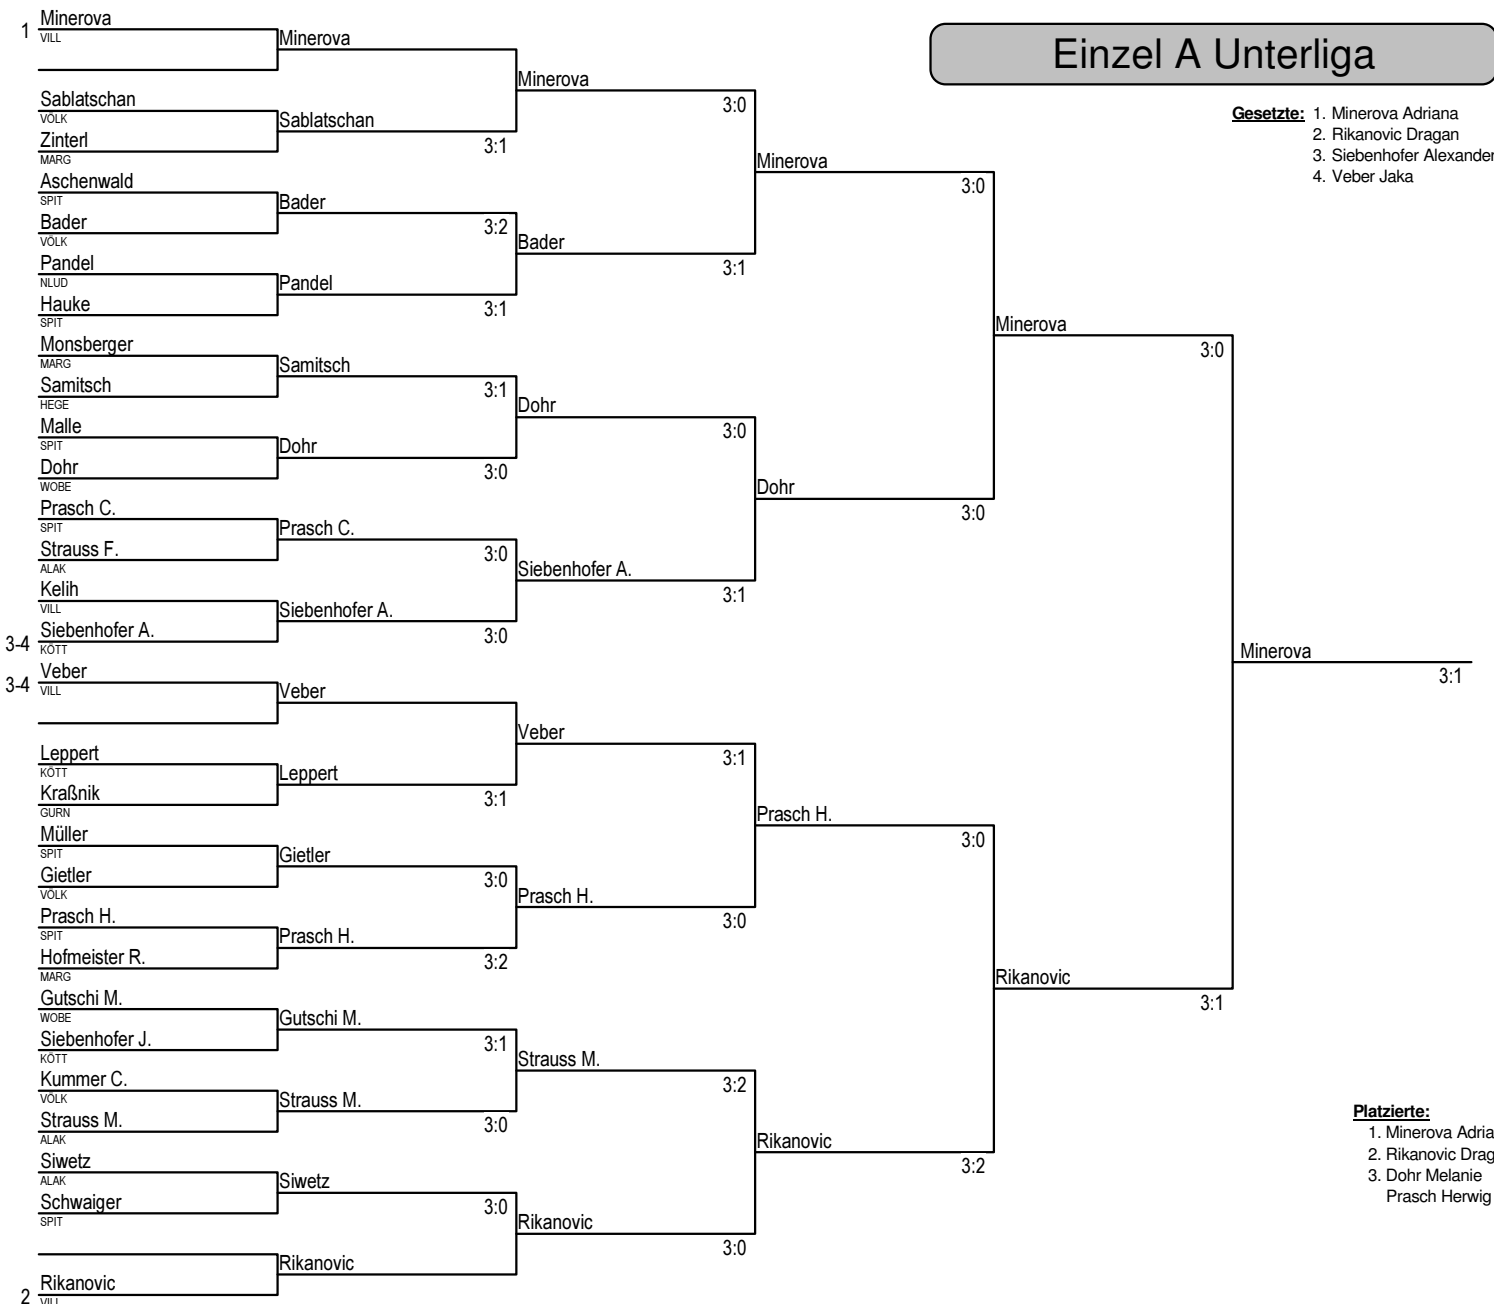 Einzel A Unterliga
Gesetzte: 1. Minerova Adriana
2. Rikanovic Dragan
3. Siebenhofer Alexander
4. Veber Jaka
1 Minerova
VILL
Sablatschan
VÖLK
Zinterl
MARG
Aschenwald
SPIT
Bader
VÖLK
Pandel
NLUD
Hauke
SPIT
Monsberger
MARG
Samitsch
HEGE
Malle
SPIT
Dohr
WOBE
Prasch C.
SPIT
Strauss F.
ALAK
Kelih
VILL
3-4 Siebenhofer A.
KÖTT
3-4 Veber
VILL
Leppert
KÖTT
Kraßnik
GURN
Müller
SPIT
Gietler
VÖLK
Prasch H.
SPIT
Hofmeister R.
MARG
Gutschi M.
WOBE
Siebenhofer J.
KÖTT
Kummer C.
VÖLK
Strauss M.
ALAK
Siwetz
ALAK
Schwaiger
SPIT
2 Rikanovic
VILL
Minerova
Sablatschan
3:1
Bader
3:2
Pandel
3:1
Samitsch
3:1
Dohr
3:0
Prasch C.
3:0
Siebenhofer A.
3:0
Veber
Leppert
3:1
Gietler
3:0
Prasch H.
3:2
Gutschi M.
3:1
Strauss M.
3:0
Siwetz
3:0
Rikanovic
Minerova
3:0
Bader
3:1
Dohr
3:0
Siebenhofer A.
3:1
Veber
3:1
Prasch H.
3:0
Strauss M.
3:2
Rikanovic
3:0
Minerova
3:0
Dohr
3:0
Prasch H.
3:0
Rikanovic
3:2
Minerova
3:0
Rikanovic
3:1
Minerova
3:1
Platzierte:
1. Minerova Adria
2. Rikanovic Drag
3. Dohr Melanie
Prasch Herwig